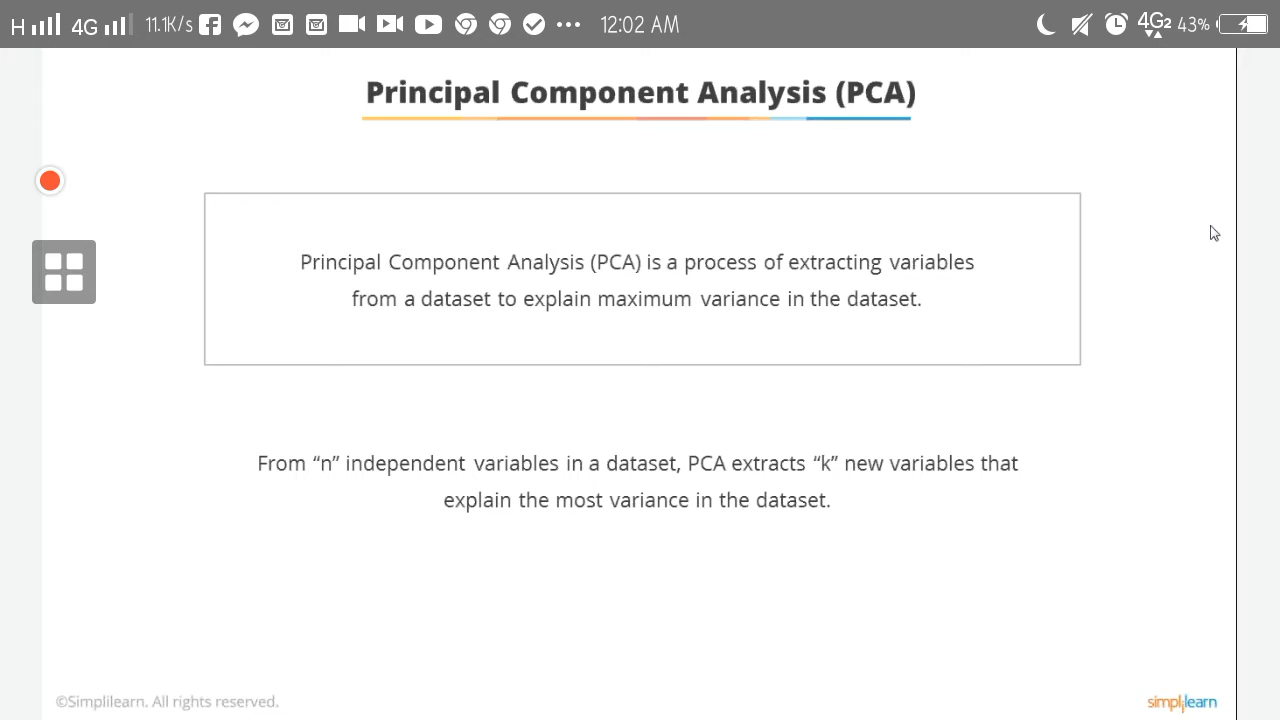 H 4G 11.1K/s 12:02 AM 4G2 43%
Principal Component Analysis (PCA)
Principal Component Analysis (PCA) is a process of extracting variables
from a dataset to explain maximum variance in the dataset.
From “n” independent variables in a dataset, PCA extracts “k” new variables that
explain the most variance in the dataset.
©Simplilearn. All rights reserved.
simplilearn